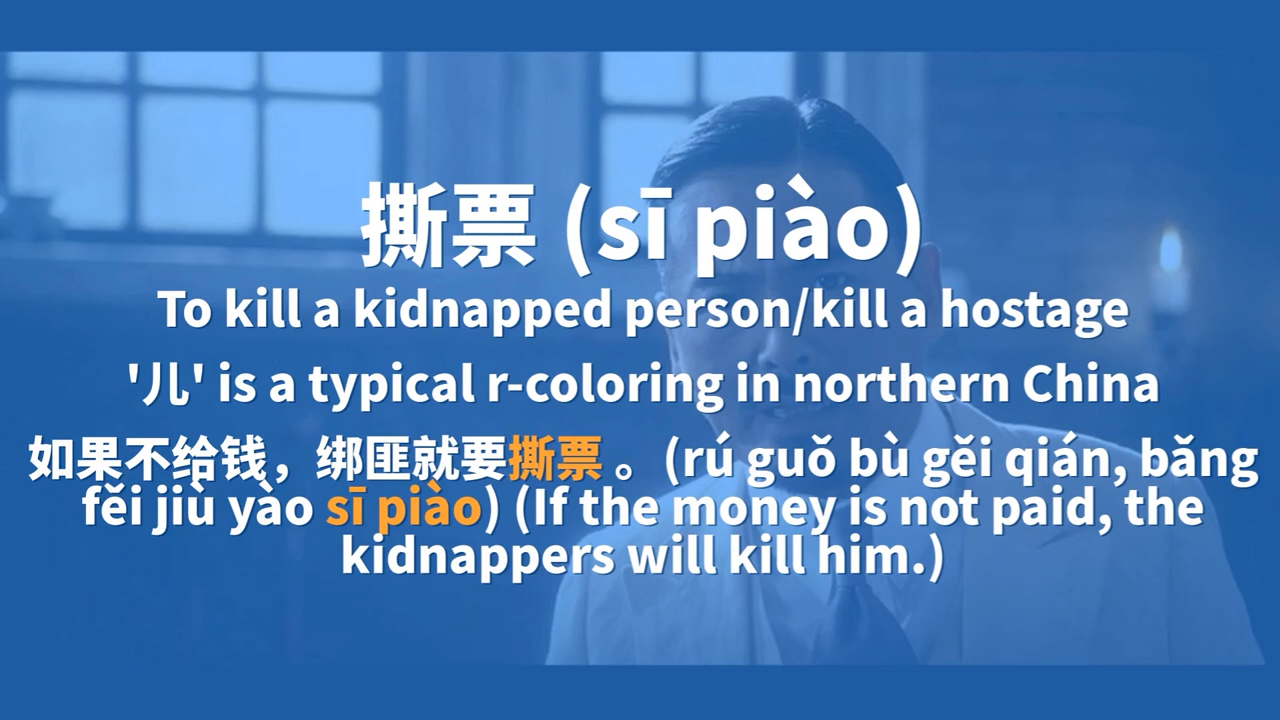 撕票 (sī piào)
To kill a kidnapped person/kill a hostage
'儿' is a typical r-coloring in northern China
如果不给钱，绑匪就要撕票 。(rú guǒ bù gěi qián, bǎng
fěi jiù yào sī piào) (If the money is not paid, the
kidnappers will kill him.)